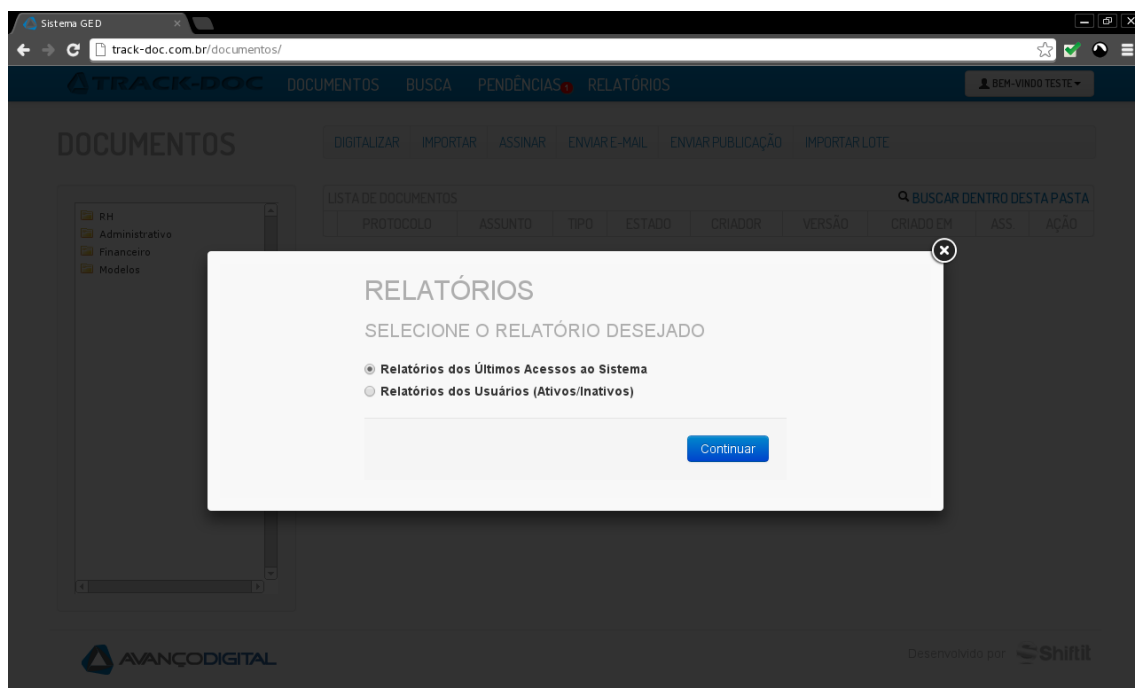 Sistema GED
track-doc.com.br/documentos/
TRACK-DOC DOCUMENTOS BUSCA PENDÊNCIAS 1 RELATÓRIOS BEM-VINDO TESTE
DOCUMENTOS
DIGITALIZAR IMPORTAR ASSINAR ENVIAR E-MAIL ENVIAR PUBLICAÇÃO IMPORTAR LOTE
LISTA DE DOCUMENTOS BUSCAR DENTRO DESTA PASTA
PROTOCOLO ASSUNTO TIPO ESTADO CRIADOR VERSÃO CRIADO EM ASS AÇÃO
RH
Administrativo
Financeiro
Modelos
RELATÓRIOS
SELECIONE O RELATÓRIO DESEJADO
Relatórios dos Últimos Acessos ao Sistema
Relatórios dos Usuários (Ativos/Inativos)
Continuar
AVANÇODIGITAL
Desenvolvido por Shiftit